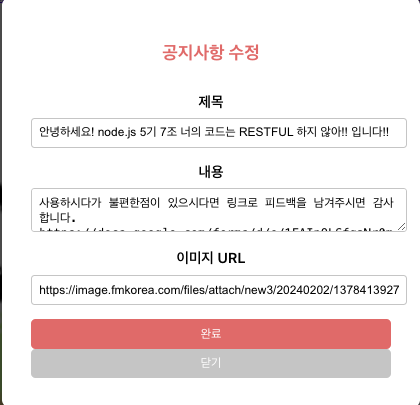 공지사항 수정
제목
안녕하세요! node.js 5기 7조 너의 코드는 RESTFUL 하지 않아!! 입니다!!
내용
사용하시다가 불편한점이 있으시다면 링크로 피드백을 남겨주시면 감사
합니다.
이미지 URL
https://image.fmkorea.com/files/attach/new3/20240202/1378413927
완료
닫기